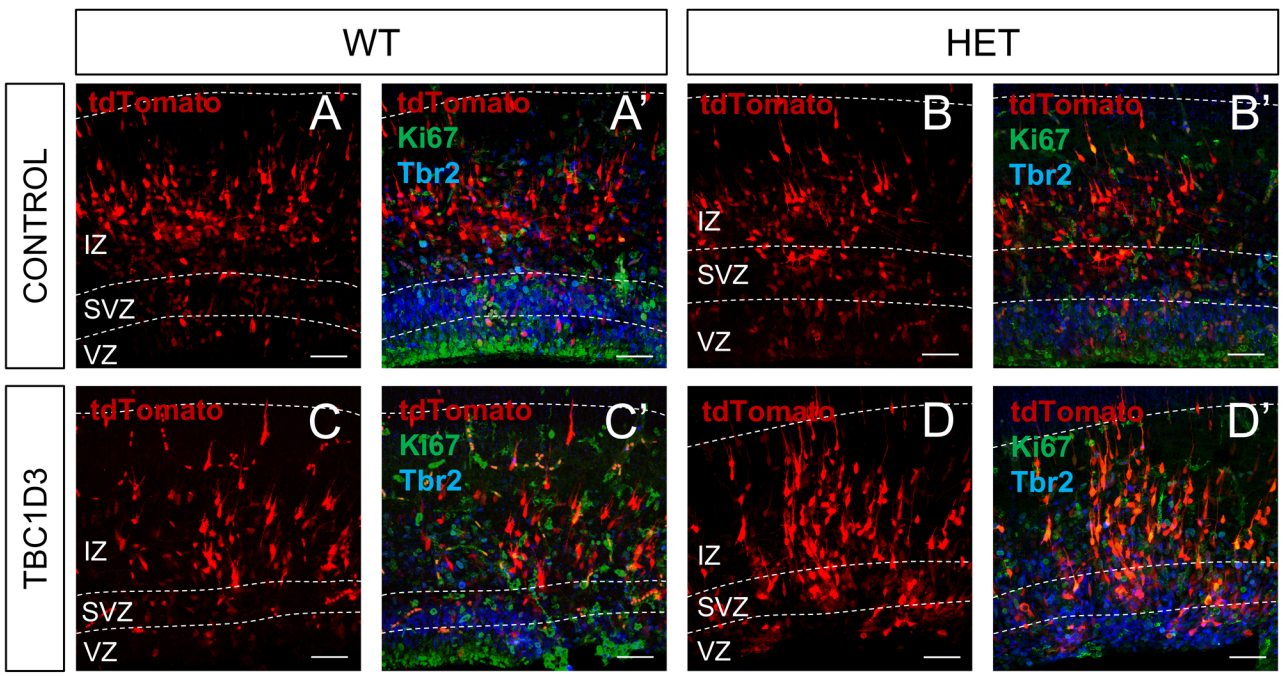 WT
HET
CONTROL
tdTomato
A
IZ
SVZ
VZ
tdTomato
A’
Ki67
Tbr2
tdTomato
B
IZ
SVZ
VZ
tdTomato
B’
Ki67
Tbr2
TBC1D3
tdTomato
C
IZ
SVZ
VZ
tdTomato
C’
Ki67
Tbr2
tdTomato
D
IZ
SVZ
VZ
tdTomato
D’
Ki67
Tbr2